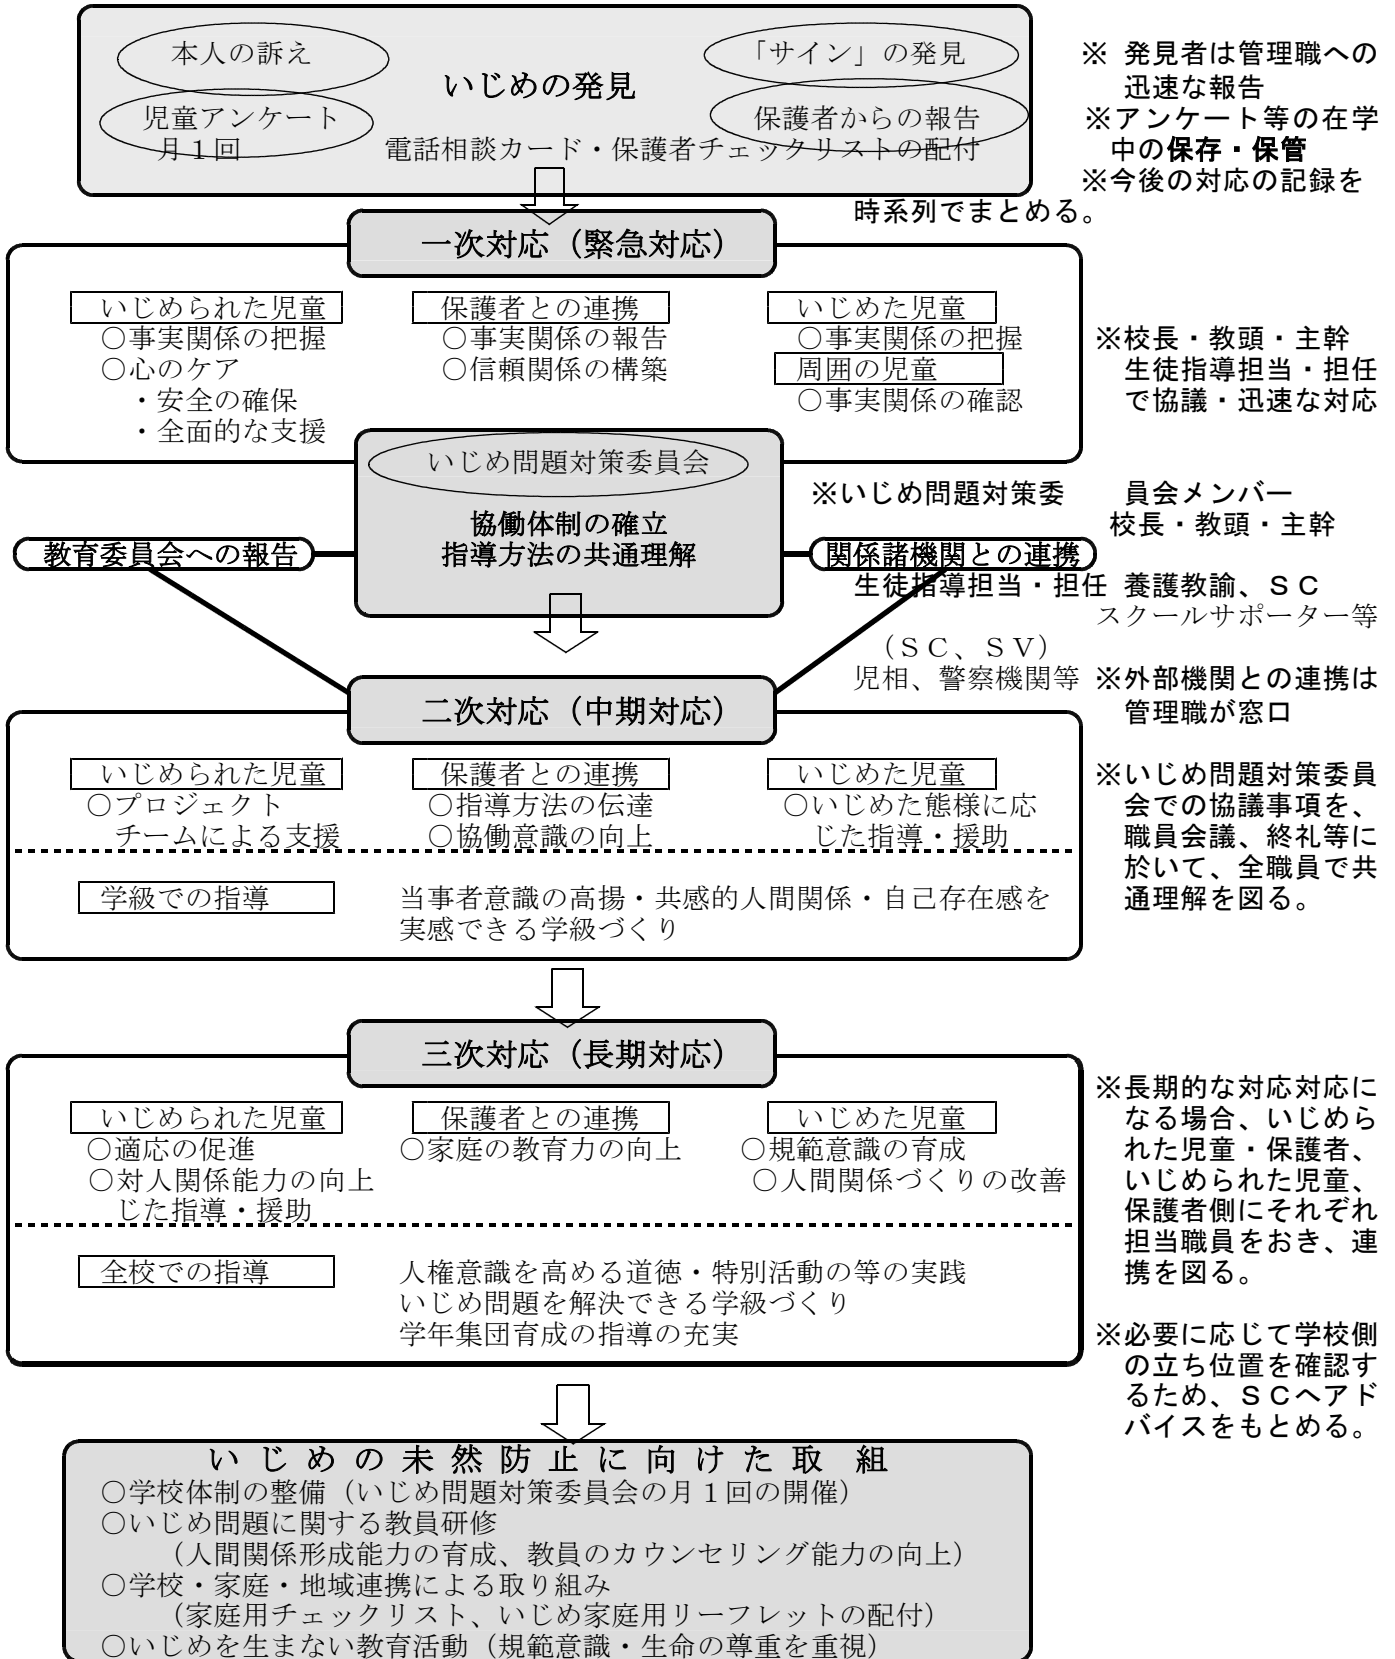 本人の訴え
「サイン」の発見
いじめの発見
児童アンケート
月１回
保護者からの報告
電話相談カード・保護者チェックリストの配付
※ 発見者は管理職への
迅速な報告
※アンケート等の在学
中の保存・保管
※今後の対応の記録を
時系列でまとめる。
一次対応（緊急対応）
いじめられた児童
○事実関係の把握
○心のケア
・安全の確保
・全面的な支援
保護者との連携
○事実関係の報告
○信頼関係の構築
いじめた児童
○事実関係の把握
周囲の児童
○事実関係の確認
※校長・教頭・主幹
生徒指導担当・担任
で協議・迅速な対応
いじめ問題対策委員会
協働体制の確立
指導方法の共通理解
教育委員会への報告
関係諸機関との連携
※いじめ問題対策委　員会メンバー
校長・教頭・主幹
生徒指導担当・担任 養護教諭、ＳＣ
スクールサポーター等
（ＳＣ、ＳＶ）
児相、警察機関等
※外部機関との連携は
管理職が窓口
二次対応（中期対応）
いじめられた児童
○プロジェクト
チームによる支援
保護者との連携
○指導方法の伝達
○協働意識の向上
いじめた児童
○いじめた態様に応
じた指導・援助
学級での指導
当事者意識の高揚・共感的人間関係・自己存在感を
実感できる学級づくり
※いじめ問題対策委員
会での協議事項を、
職員会議、終礼等に
於いて、全職員で共
通理解を図る。
三次対応（長期対応）
いじめられた児童
○適応の促進
○対人関係能力の向上
じた指導・援助
保護者との連携
○家庭の教育力の向上
いじめた児童
○規範意識の育成
○人間関係づくりの改善
全校での指導
人権意識を高める道徳・特別活動の等の実践
いじめ問題を解決できる学級づくり
学年集団育成の指導の充実
※長期的な対応対応に
なる場合、いじめら
れた児童・保護者、
いじめられた児童、
保護者側にそれぞれ
担当職員をおき、連
携を図る。
※必要に応じて学校側
の立ち位置を確認す
るため、ＳＣへアド
バイスをもとめる。
いじめの未然防止に向けた取組
○学校体制の整備（いじめ問題対策委員会の月１回の開催）
○いじめ問題に関する教員研修
（人間関係形成能力の育成、教員のカウンセリング能力の向上）
○学校・家庭・地域連携による取り組み
（家庭用チェックリスト、いじめ家庭用リーフレットの配付）
○いじめを生まない教育活動（規範意識・生命の尊重を重視）